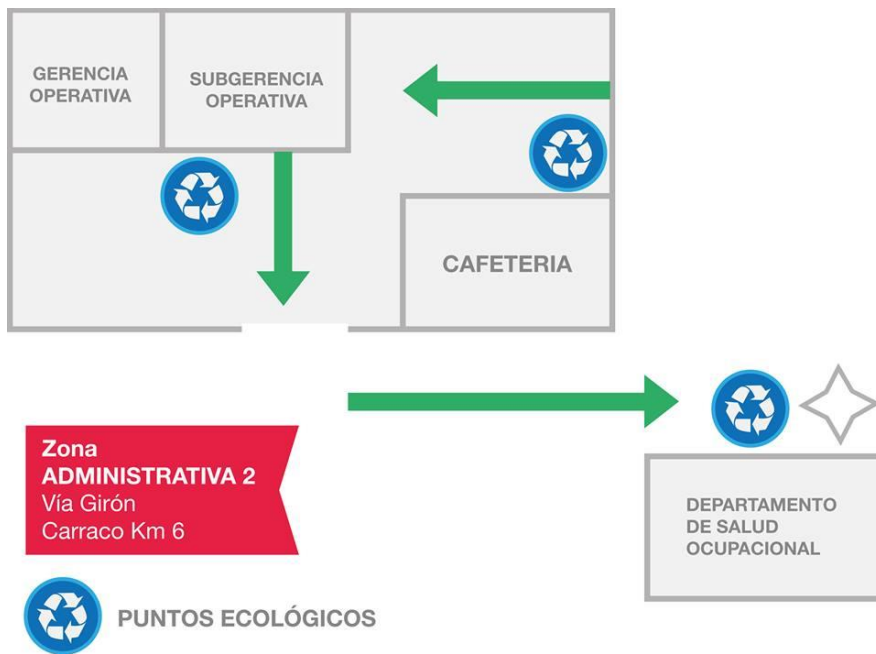 GERENCIA
OPERATIVA
SUBGERENCIA
OPERATIVA
CAFETERIA
Zona
ADMINISTRATIVA 2
Vía Girón
Carraco Km 6
DEPARTAMENTO
DE SALUD
OCUPACIONAL
PUNTOS ECOLÓGICOS